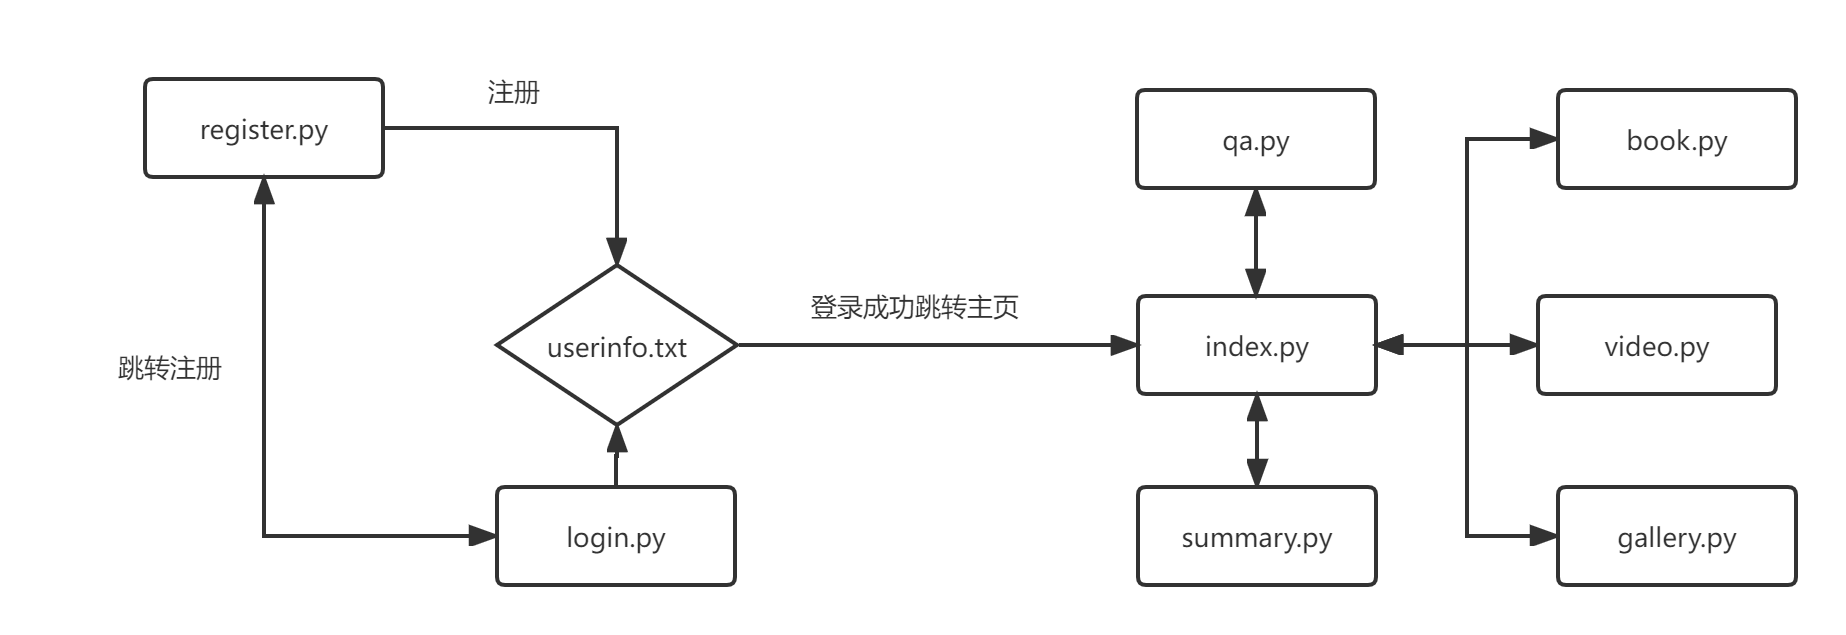 register.py
注册
qa.py
book.py
跳转注册
userinfo.txt
登录成功跳转主页
index.py
video.py
login.py
summary.py
gallery.py